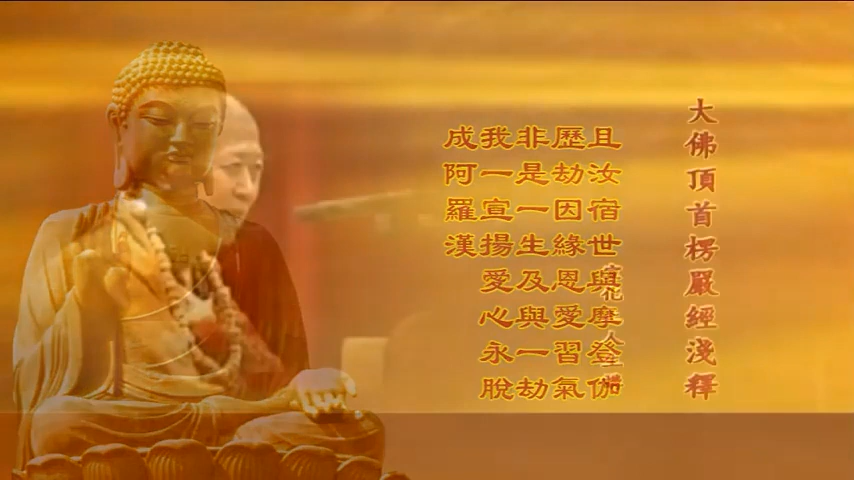 大佛頂首楞嚴經淺釋
且汝宿世與摩登伽
歷劫因緣恩愛習氣
非是一生及與一劫
我一宣揚愛心永脫
成阿羅漢